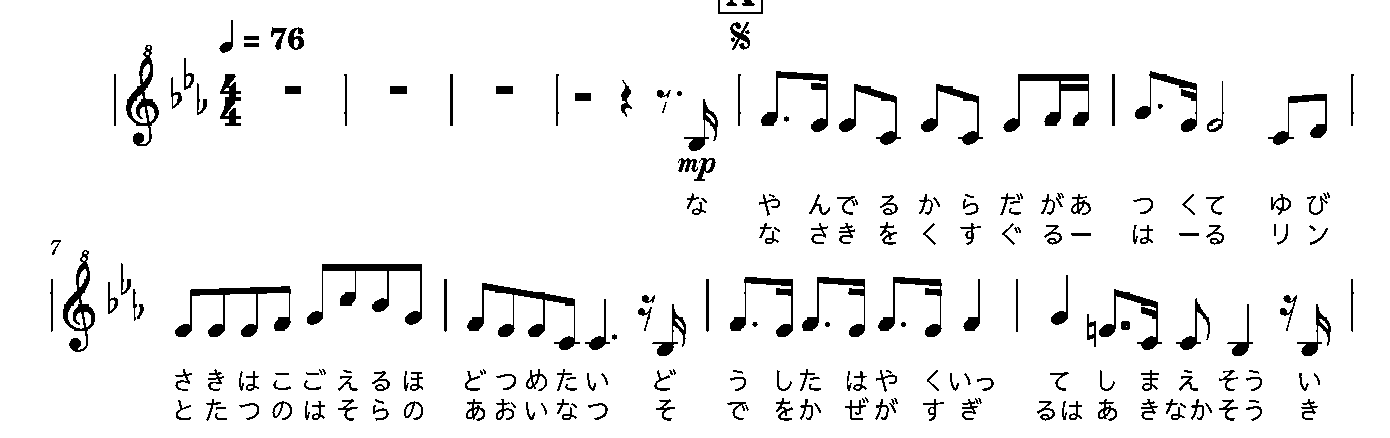 = 76
8
4
4
mp
な や んで る か ら だ があ つ くて ゆ び
な さき を く す ぐ るー は ーる リ ン
7
8
さ き は こ ご え る ほ ど つ め た い ど う した はや くいっ て し ま え そう い
と た つ の は そ ら の あ お い な つ そ で をか ぜが す ぎ るは あ きなか そう き